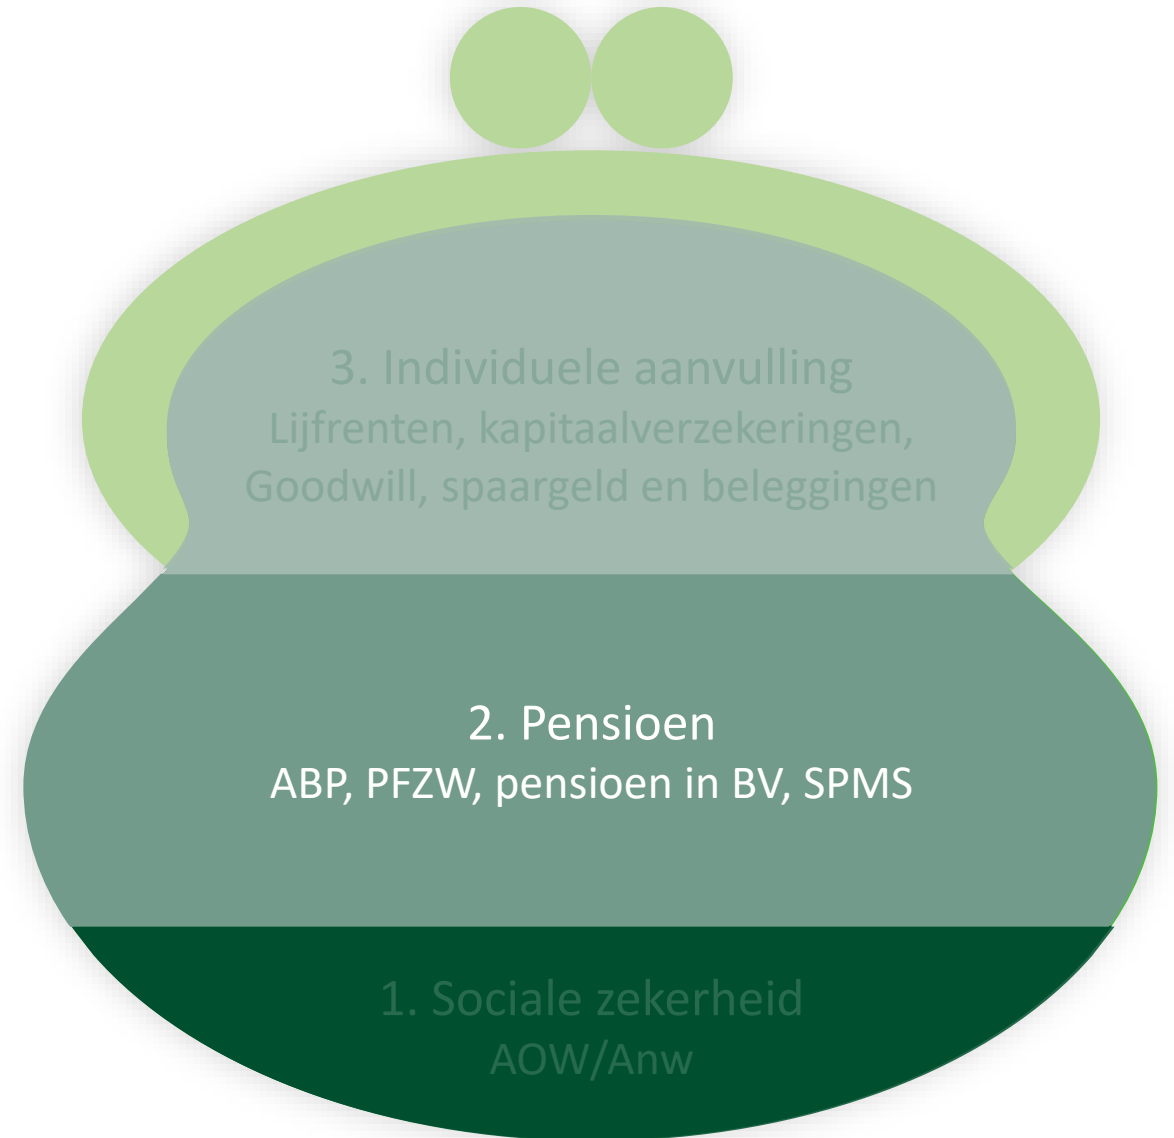 3. Individuele aanvulling
Lijfrenten, kapitaalverzekeringen,
Goodwill, spaargeld en beleggingen
2. Pensioen
ABP, PFZW, pensioen in BV, SPMS
1. Sociale zekerheid
AOW/Anw